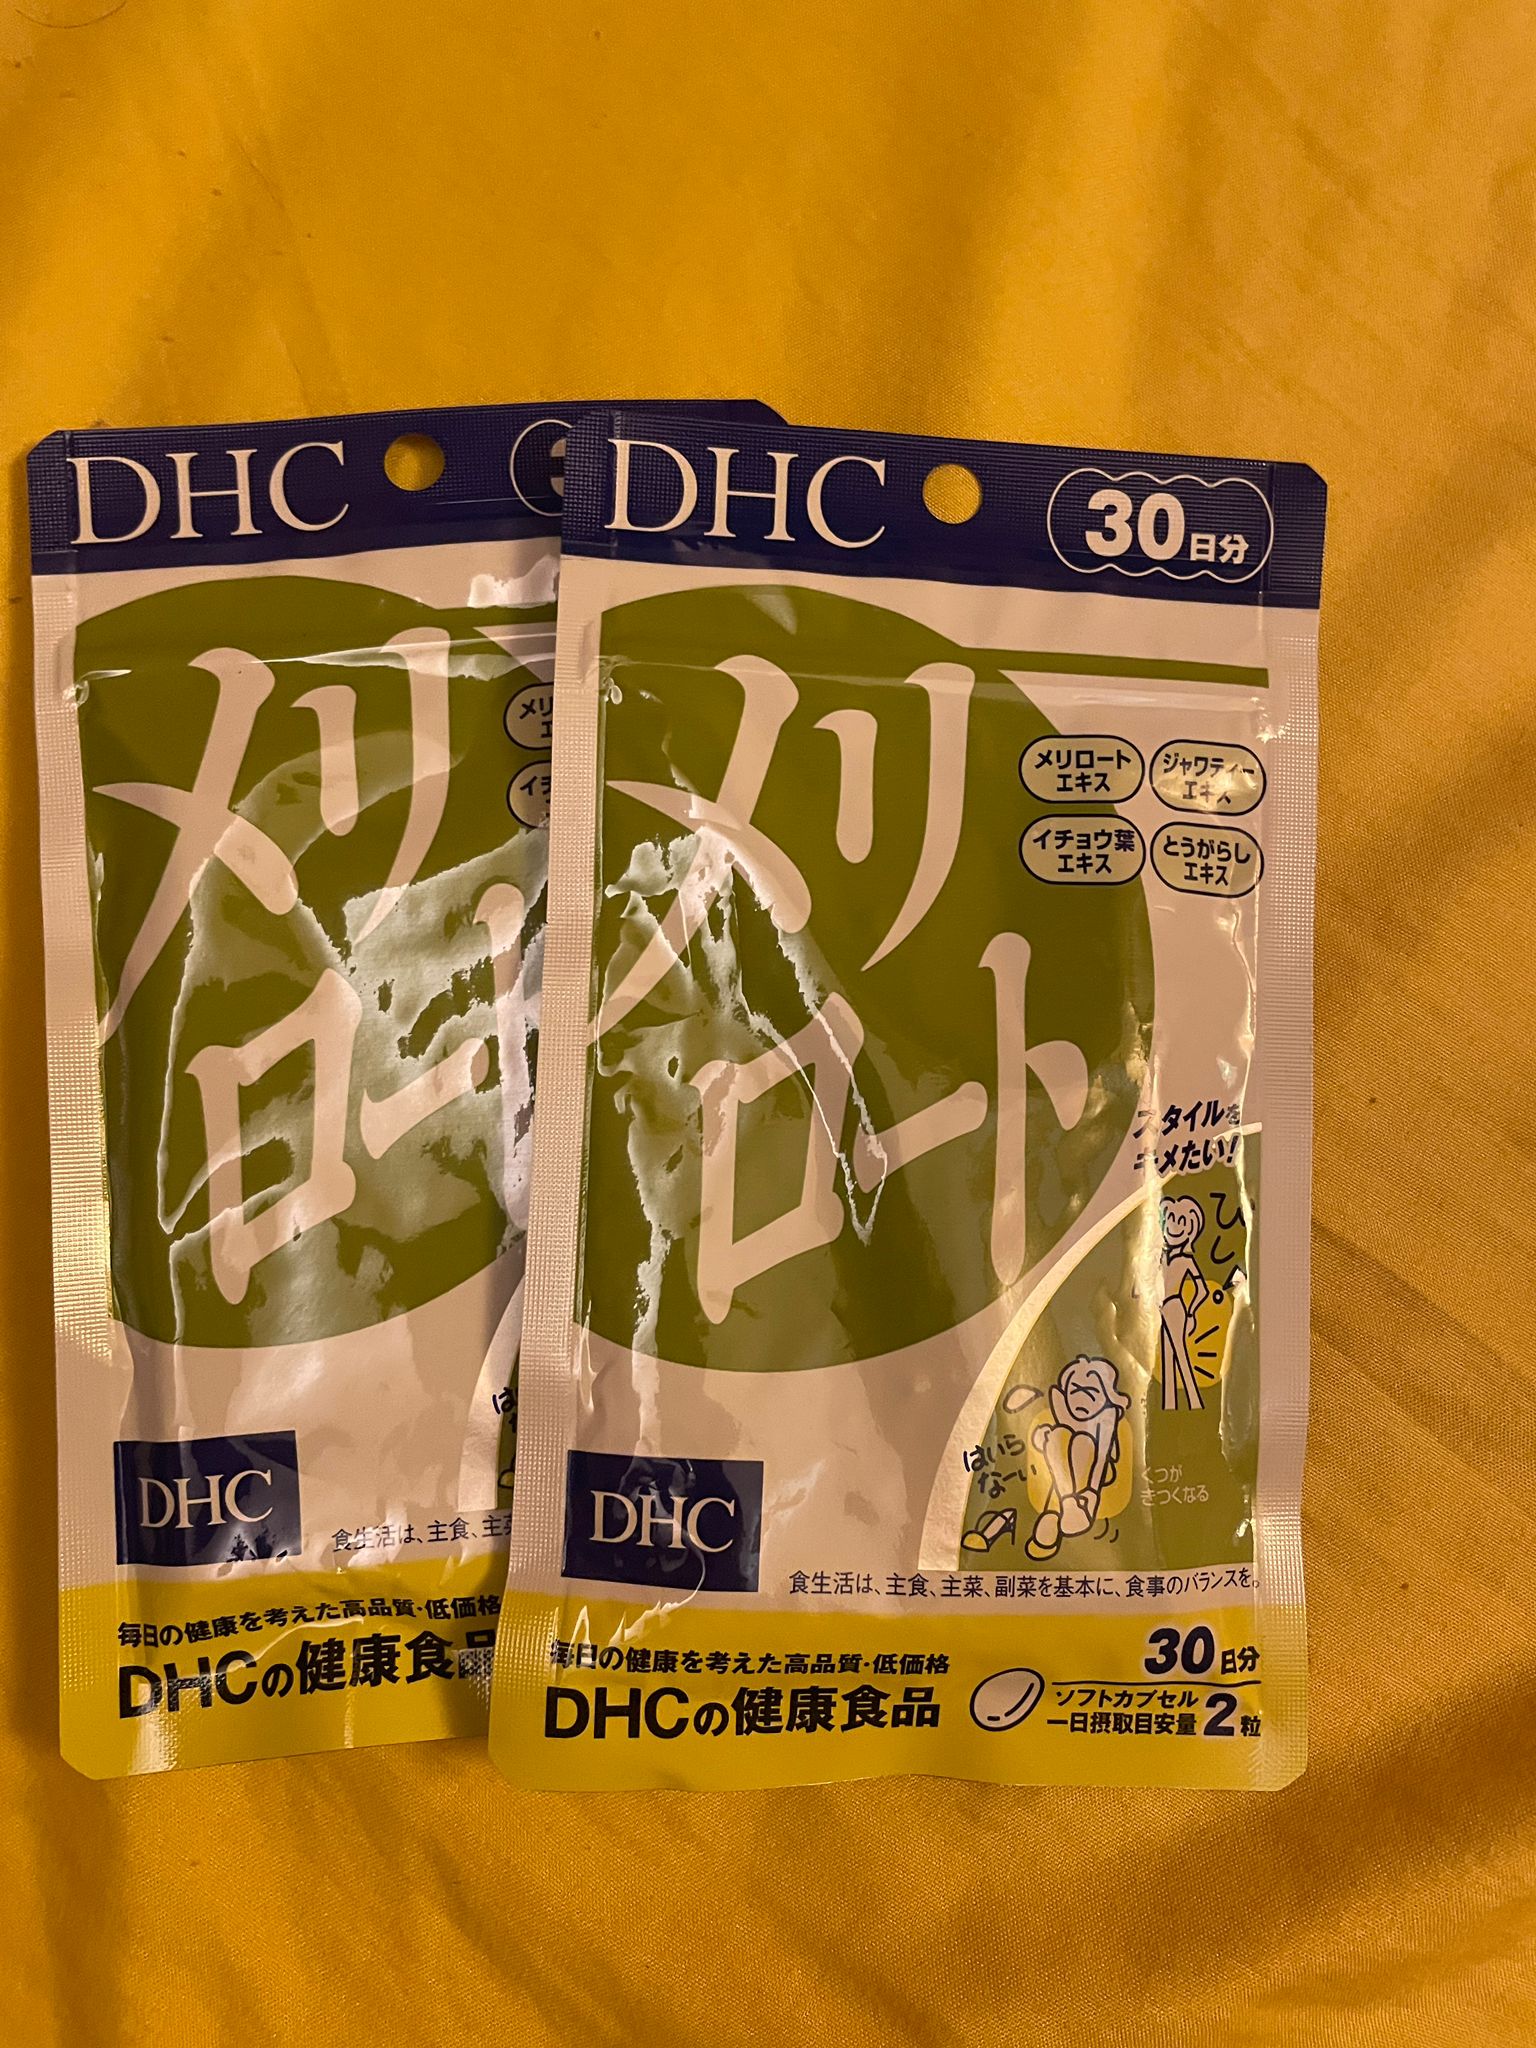 DHC
メリ
ロー
DHC
食生活は、主食、主菜
毎日の健康を考えた高品質・低価格
DHCの健康食品
DHC
30日分
メリ
ロート
メリロート
エキス
ジャワティー
エキス
イチョウ葉
エキス
とうがらし
エキス
スタイルを
キメたい!
はいら
なーい
くつが
きつくなる
DHC
食生活は、主食、主菜、副菜を基本に、食事のバランスを。
毎日の健康を考えた高品質・低価格
DHCの健康食品
30日分
ソフトカプセル
一日摂取目安量 2粒